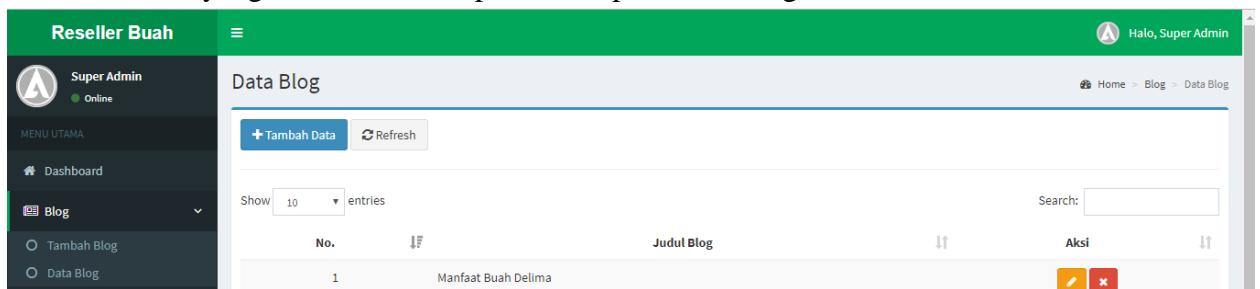 Reseller Buah
Halo, Super Admin
Super Admin
Online
Data Blog
Home > Blog > Data Blog
MENU UTAMA
Tambah Data Refresh
Dashboard
Show 10 entries Search:
Blog
No. Judul Blog Aksi
Tambah Blog
Data Blog
1 Manfaat Buah Delima